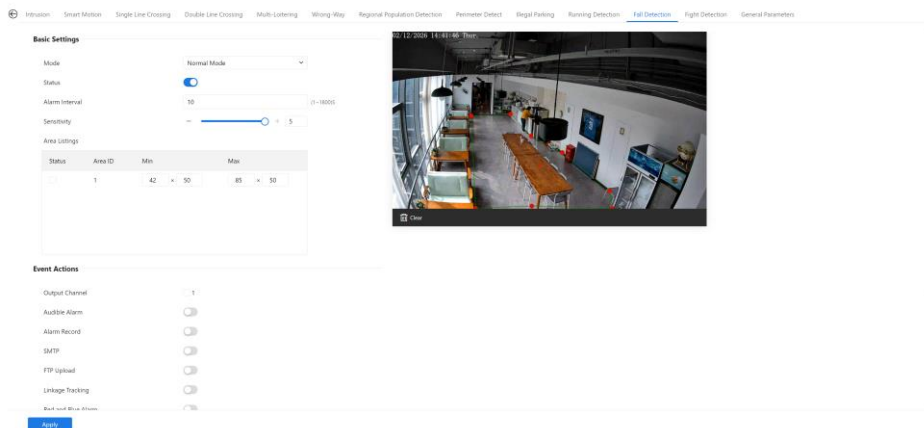 Intrusion Smart Motion Single Line Crossing Double Line Crossing Multi-Loitering Wrong-Way Regional Population Detection Perimeter Detect Illegal Parking Running Detection Fall Detection Fight Detection General Parameters
Basic Settings
02/12/2026 14:41:46 Thur.
Mode Normal Mode
Status
Alarm Interval 10 (1~1800)S
Sensitivity - + 5
Area Listings
Status Area ID Min Max
1 42 × 50 85 × 50
Clear
Event Actions
Output Channel 1
Audible Alarm
Alarm Record
SMTP
FTP Upload
Linkage Tracking
Red and Blue Alarm
Apply